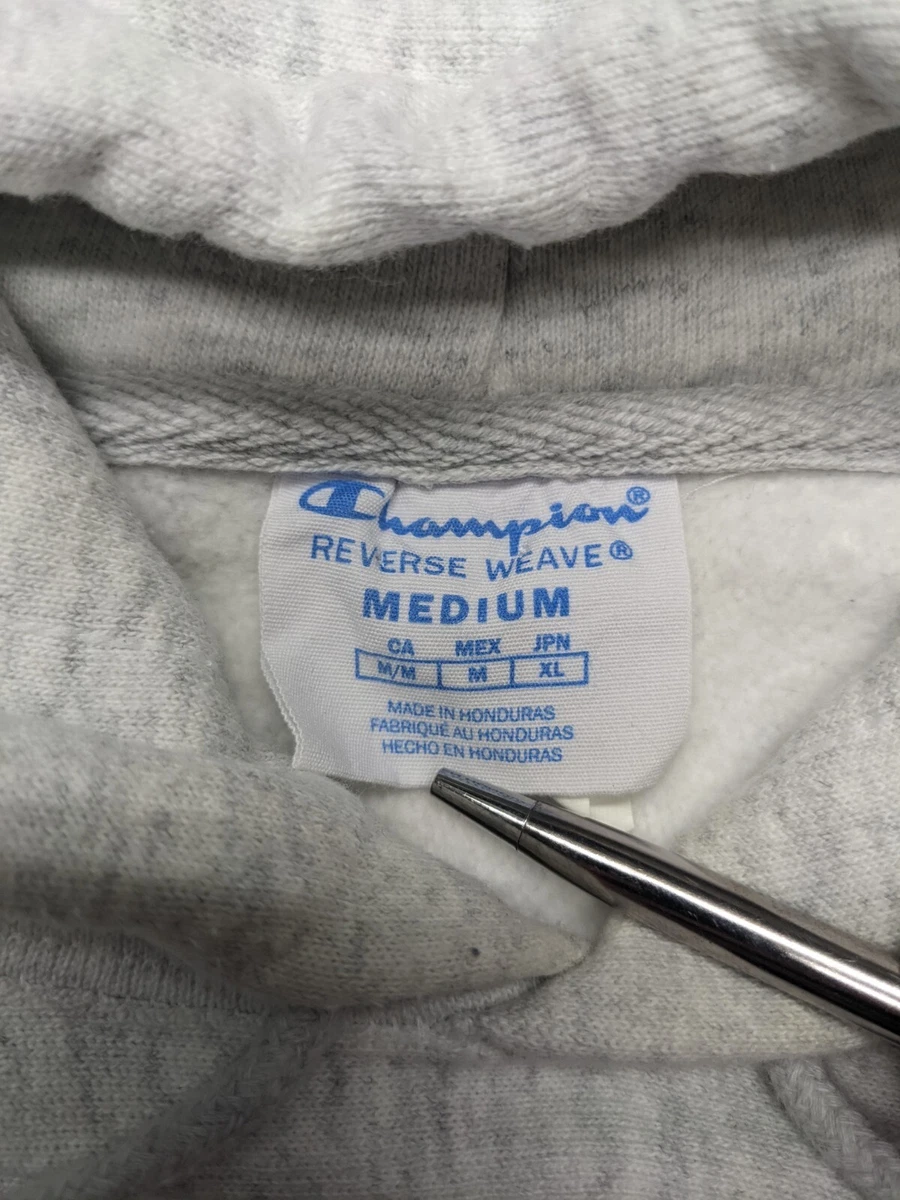 Champion®
REVERSE WEAVE®
MEDIUM
CA MEX JPN
M/M M XL
MADE IN HONDURAS
FABRIQUÉ AU HONDURAS
HECHO EN HONDURAS